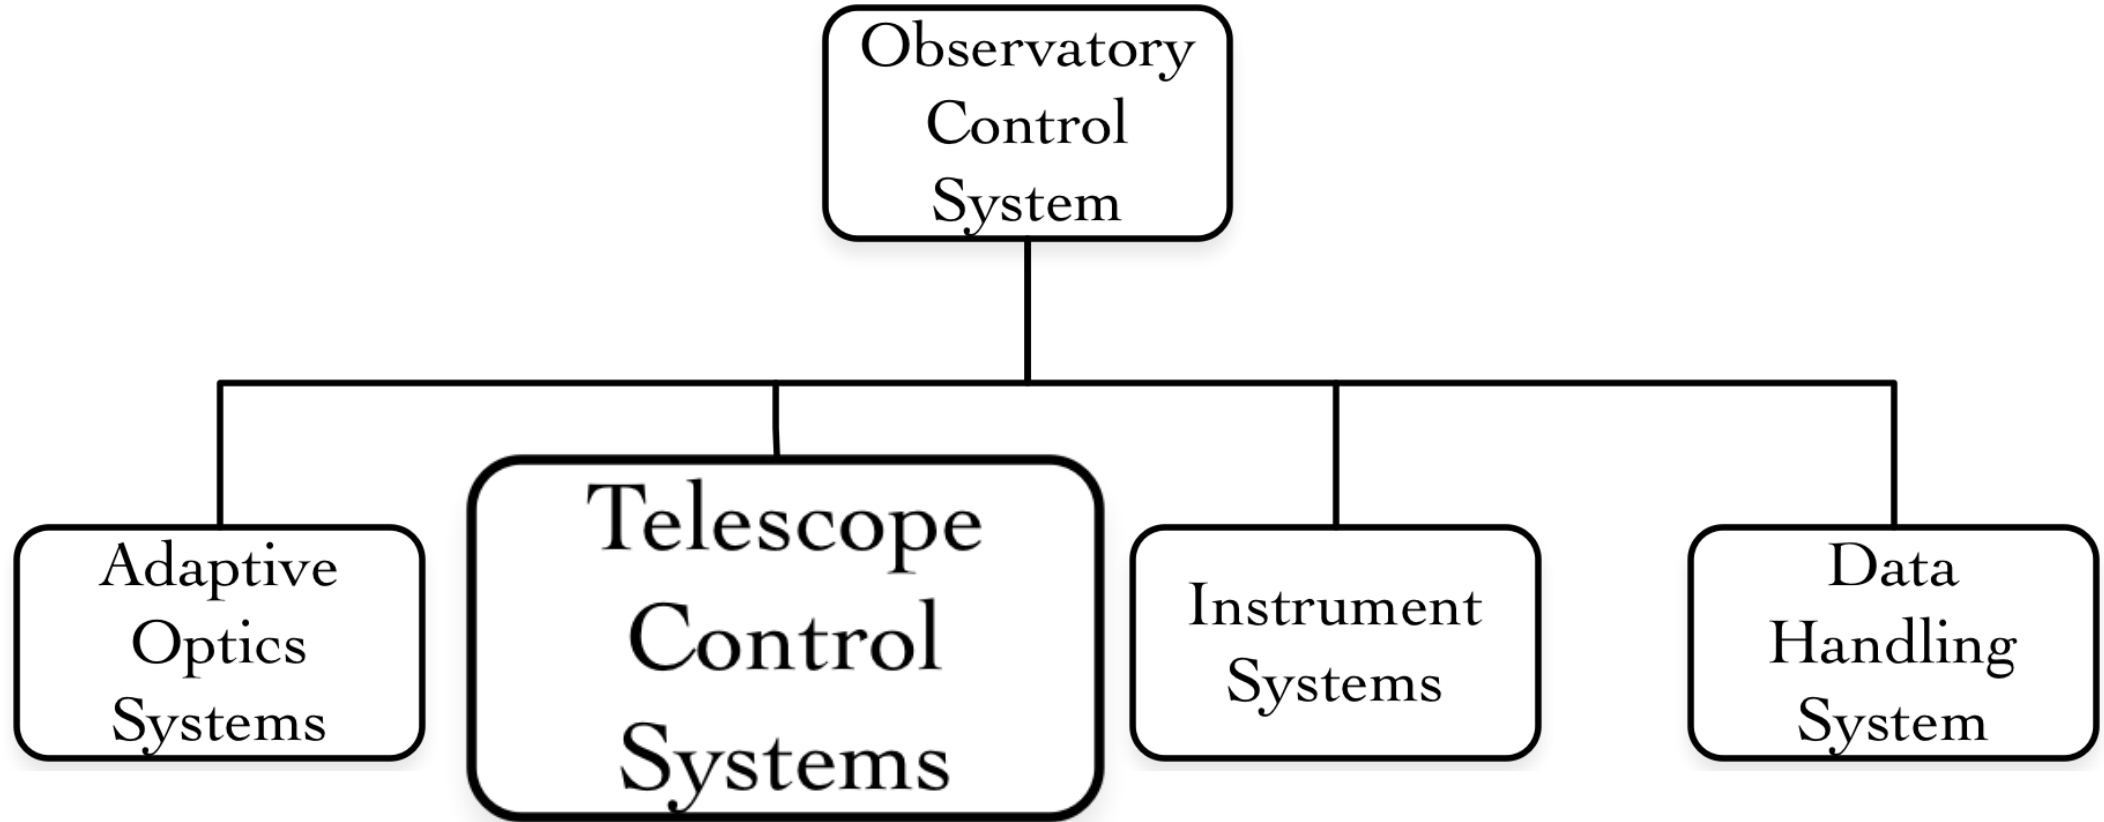 Observatory
Control
System
Adaptive
Optics
Systems
Telescope
Control
Systems
Instrument
Systems
Data
Handling
System